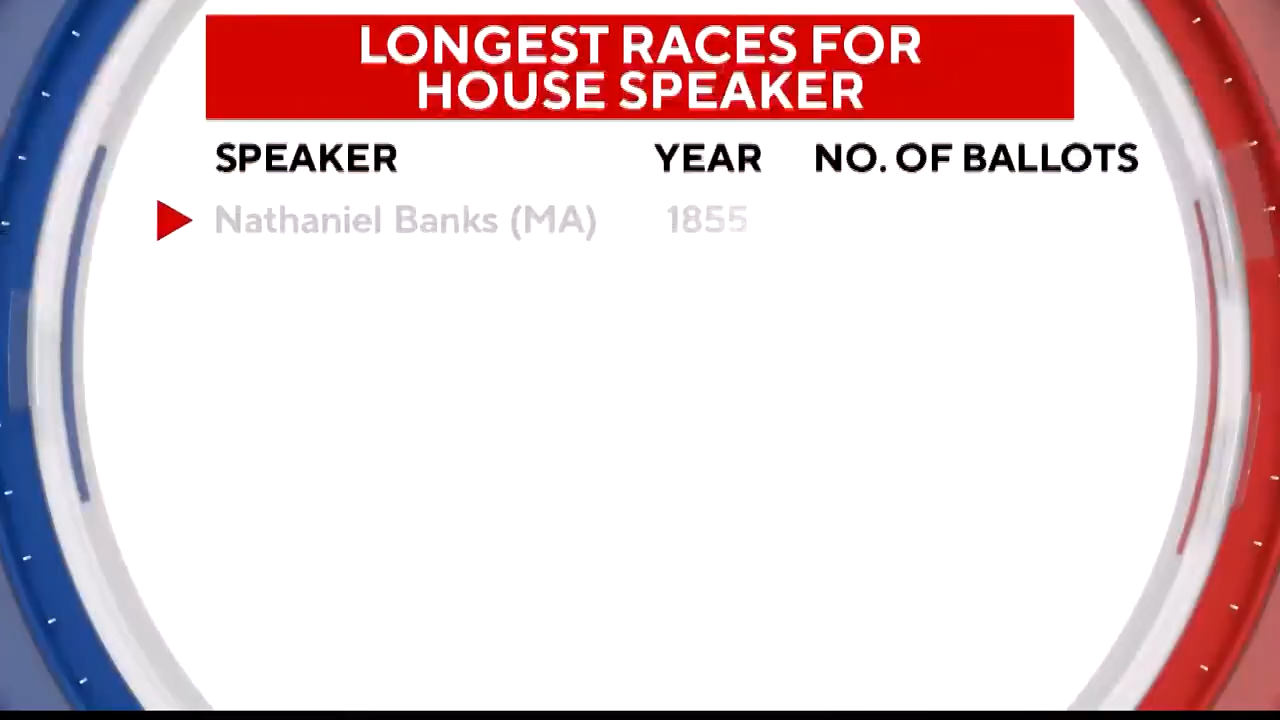 LONGEST RACES FOR
HOUSE SPEAKER
SPEAKER YEAR NO. OF BALLOTS
Nathaniel Banks (MA) 1855